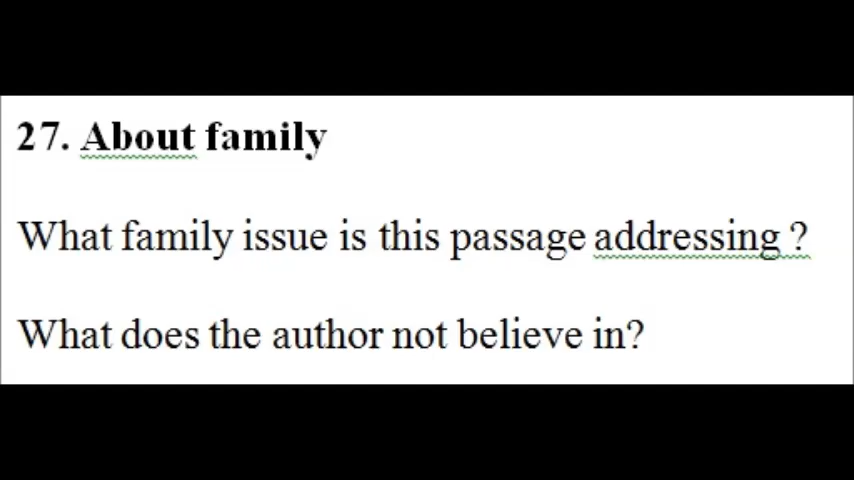 27. About family
What family issue is this passage addressing ?
What does the author not believe in?